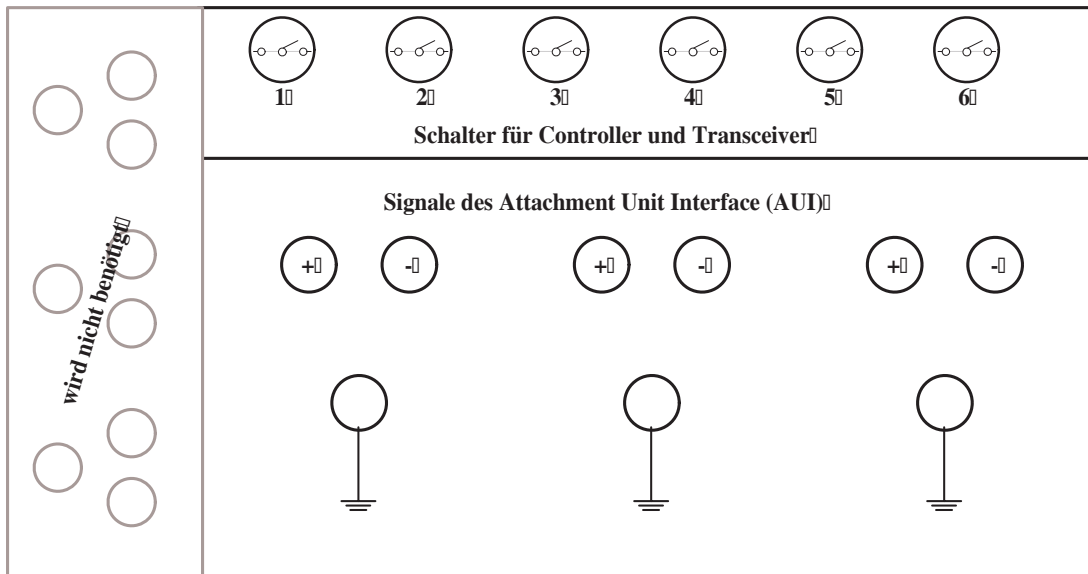 1 2 3 4 5 6
Schalter für Controller und Transceiver
Signale des Attachment Unit Interface (AUI)
+ - + - + -
wird nicht benötigt